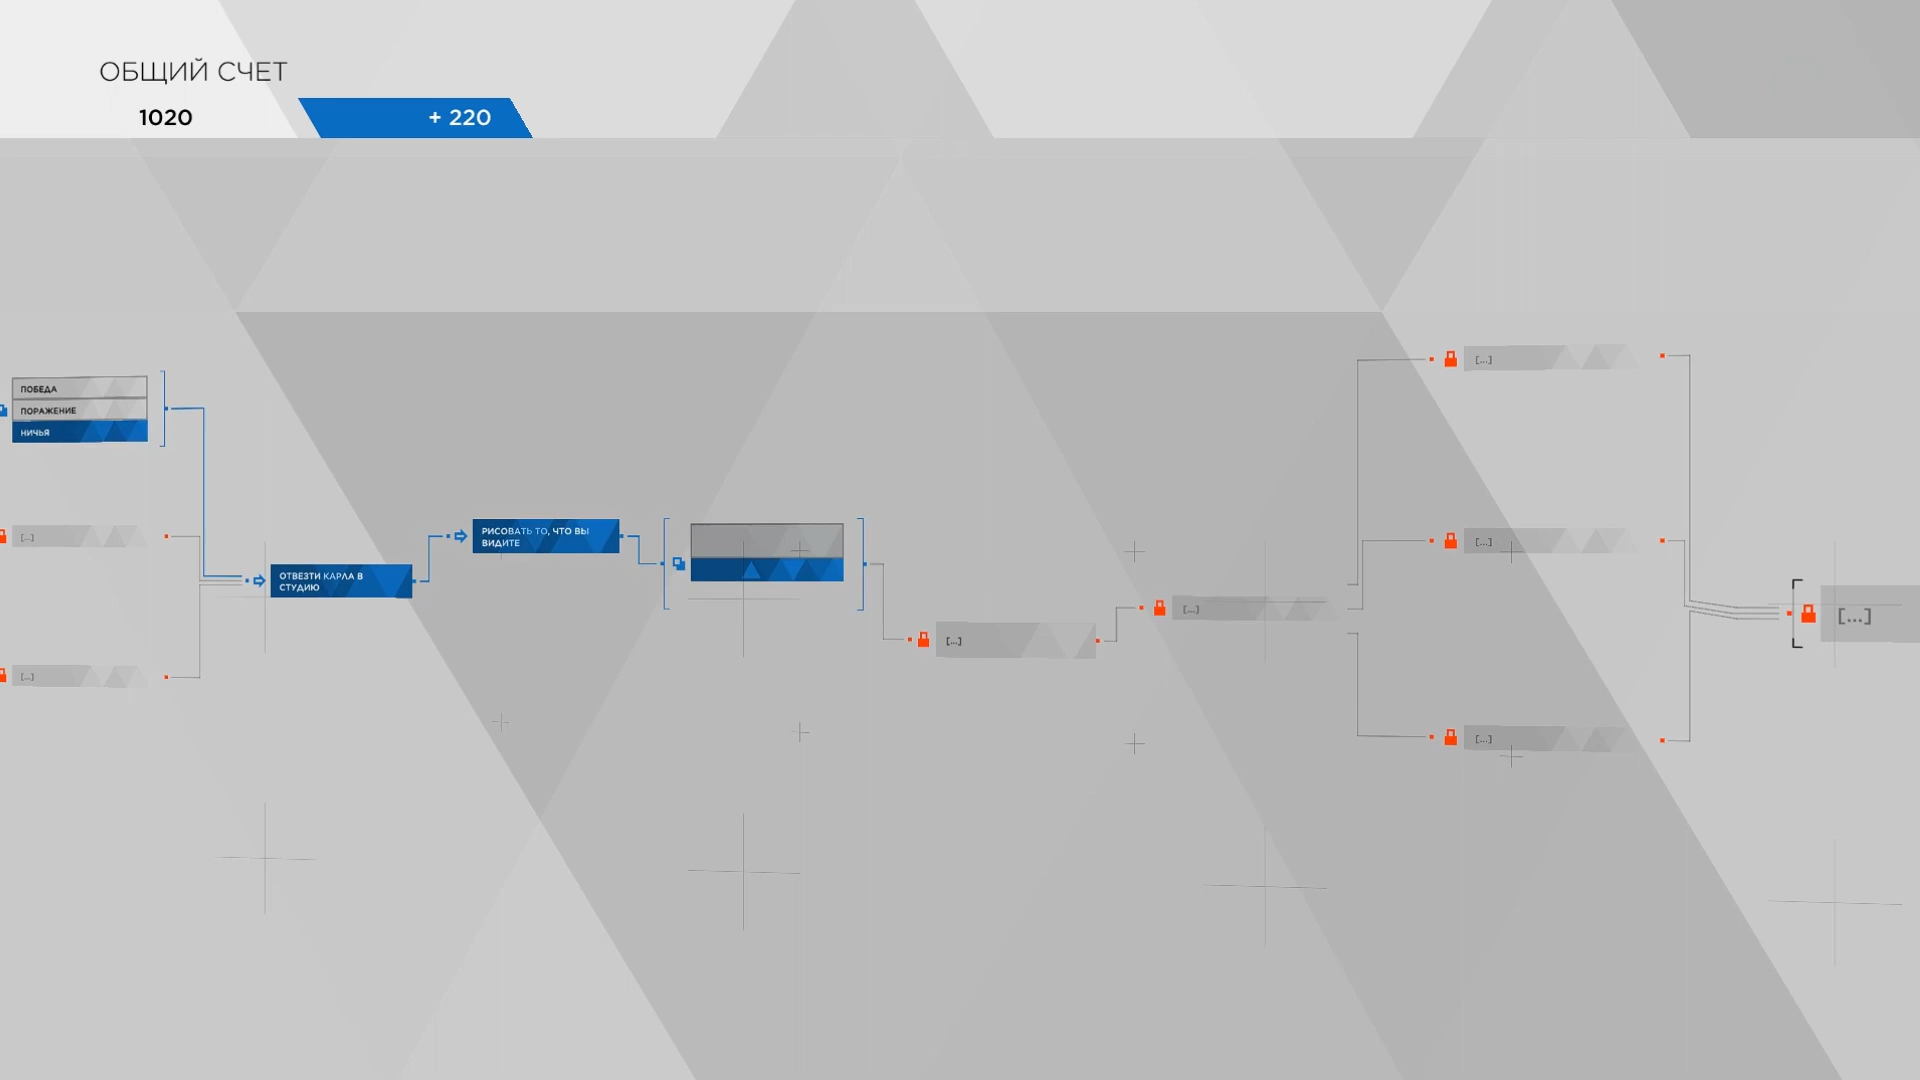 ОБЩИЙ СЧЕТ
1020
+ 220
ПОБЕДА
ПОРАЖЕНИЕ
НИЧЬЯ
[...]
[...]
ОТВЕЗТИ КАРЛА В
СТУДИЮ
РИСОВАТЬ ТО, ЧТО ВЫ
ВИДИТЕ
[...]
[...]
[...]
[...]
[...]
[...]